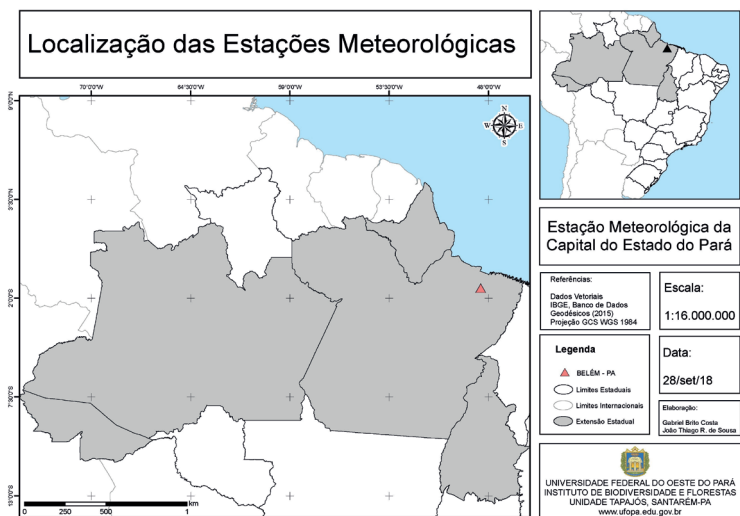 Localização das Estações Meteorológicas
70°0'0"W
64°30'0"W
59°0'0"W
53°30'0"W
48°0'0"W
9°0'0"N
3°30'0"N
2°0'0"S
7°30'0"S
13°0'0"S
N
W
E
S
km
0
250
500
1
Estação Meteorológica da
Capital do Estado do Pará
Referências:
Dados Vetoriais
IBGE, Banco de Dados
Geodésicos (2015)
Projeção GCS WGS 1984
Escala:
1:16.000.000
Legenda
BELÉM - PA
Limites Estaduais
Limites Internacionais
Extensão Estadual
Data:
28/set/18
Elaboração:
Gabriel Brito Costa
João Thiago R. de Sousa
UNIVERSIDADE FEDERAL DO OESTE DO PARÁ
INSTITUTO DE BIODIVERSIDADE E FLORESTAS
UNIDADE TAPAJÓS, SANTARÉM-PA
www.ufopa.edu.gov.br